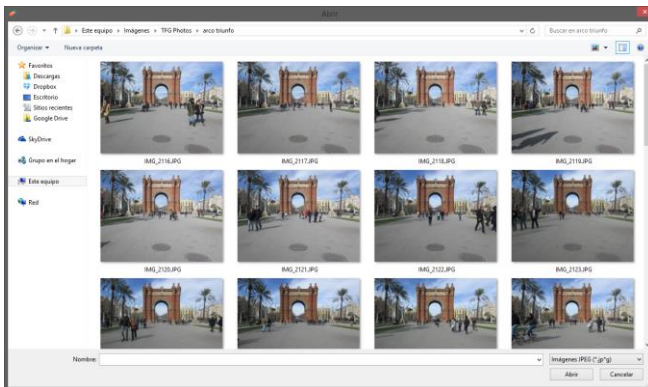 Abrir
Este equipo › Imágenes › TFG Photos › arco triunfo
Buscar en arco triunfo
Organizar
Nueva carpeta
Favoritos
Descargas
Dropbox
Escritorio
Sitios recientes
Google Drive
SkyDrive
Grupo en el hogar
Este equipo
Red
IMG_2116.JPG
IMG_2117.JPG
IMG_2118.JPG
IMG_2119.JPG
IMG_2120.JPG
IMG_2121.JPG
IMG_2122.JPG
IMG_2123.JPG
Nombre:
Imágenes JPEG (*.jp*g)
Abrir
Cancelar